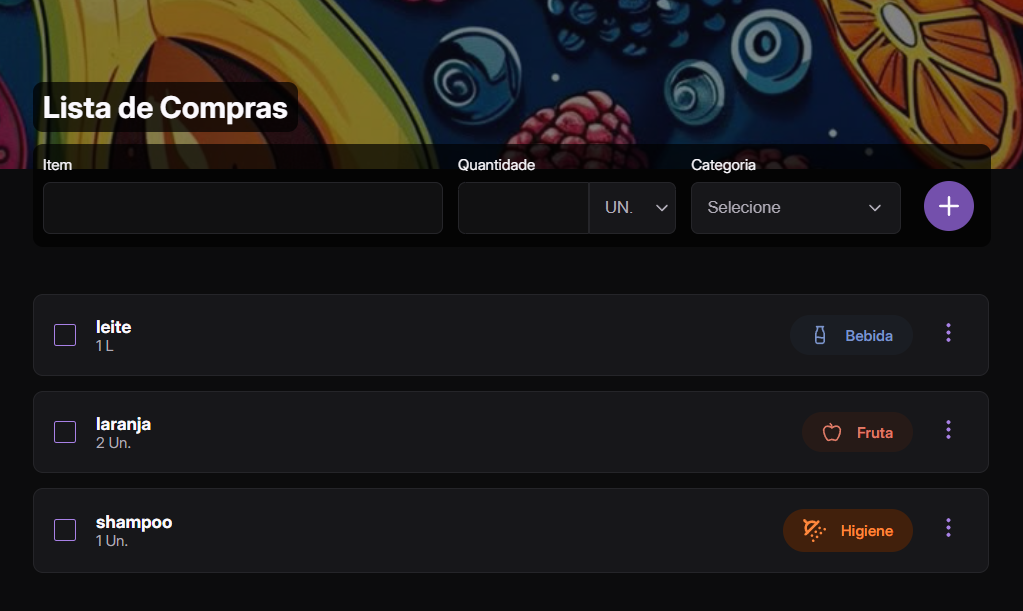 Lista de Compras
Item
Quantidade
Categoria
UN.
Selecione
leite
1 L
Bebida
laranja
2 Un.
Fruta
shampoo
1 Un.
Higiene